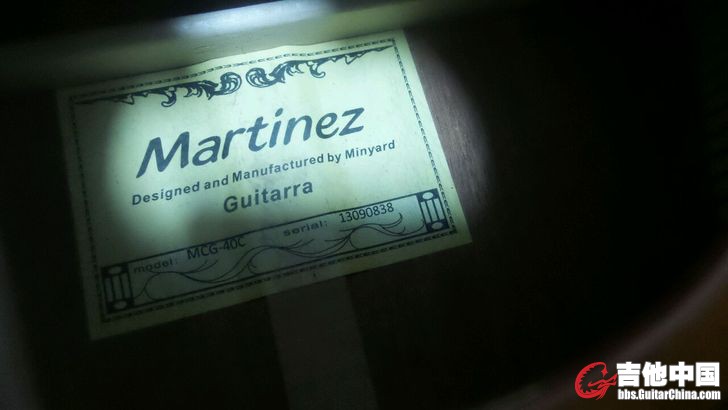 Martinez
Designed and Manufactured by Minyard
Guitarra
model: MCG-40C serial: 13090838
吉他中国
bbs.GuitarChina.com